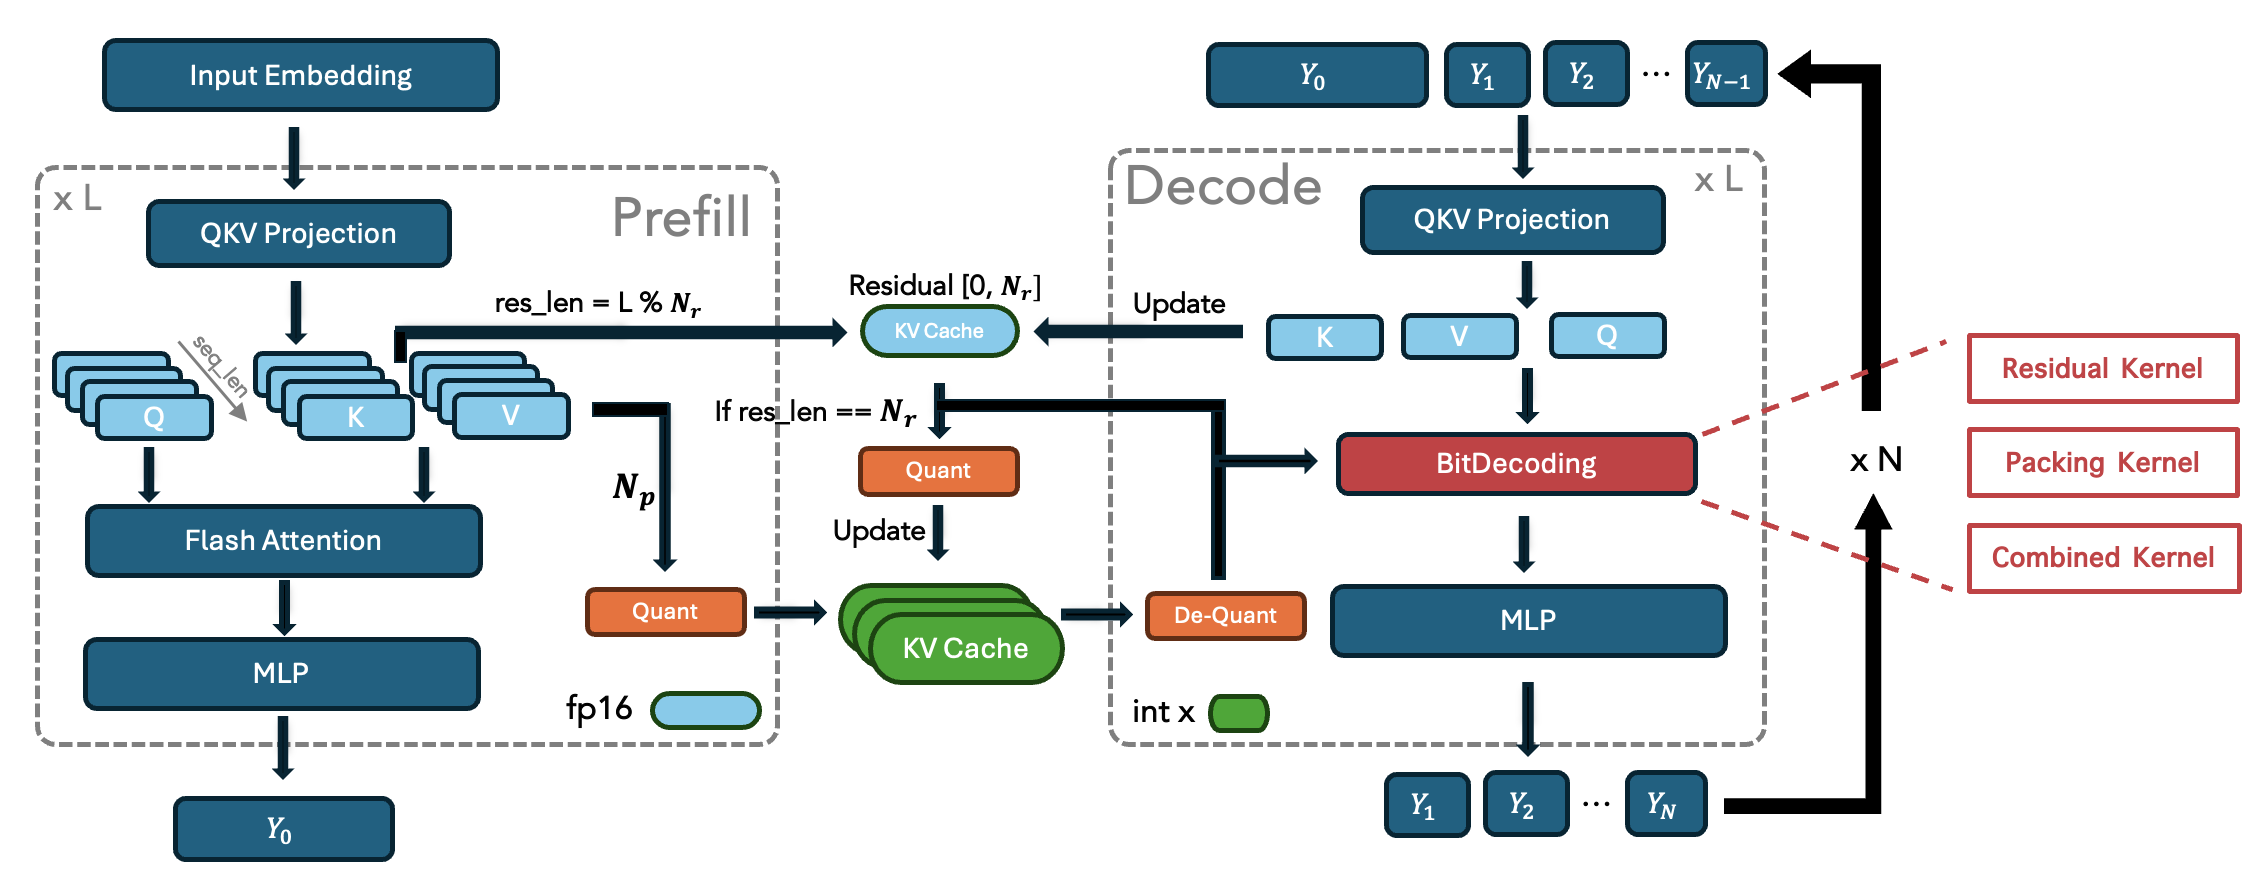 Input Embedding
x L
Prefill
QKV Projection
res_len = L % N_r
seq_len
Q
K
V
N_p
Flash Attention
Quant
MLP
fp16
Y_0
Residual [0, N_r]
KV Cache
If res_len == N_r
Quant
Update
KV Cache
Y_0
Y_1
Y_2
...
Y_{N-1}
Decode
x L
QKV Projection
Update
K
V
Q
BitDecoding
De-Quant
MLP
int x
Y_1
Y_2
...
Y_N
x N
Residual Kernel
Packing Kernel
Combined Kernel